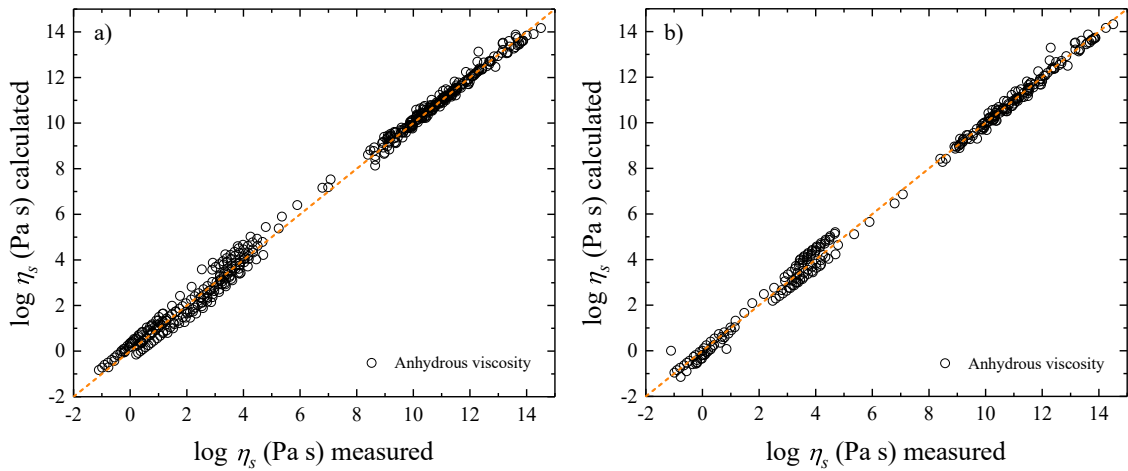 a)
log ηs (Pa s) calculated
14
12
10
8
6
4
2
0
-2
Anhydrous viscosity
-2 0 2 4 6 8 10 12 14
log ηs (Pa s) measured
b)
log ηs (Pa s) calculated
14
12
10
8
6
4
2
0
-2
Anhydrous viscosity
-2 0 2 4 6 8 10 12 14
log ηs (Pa s) measured